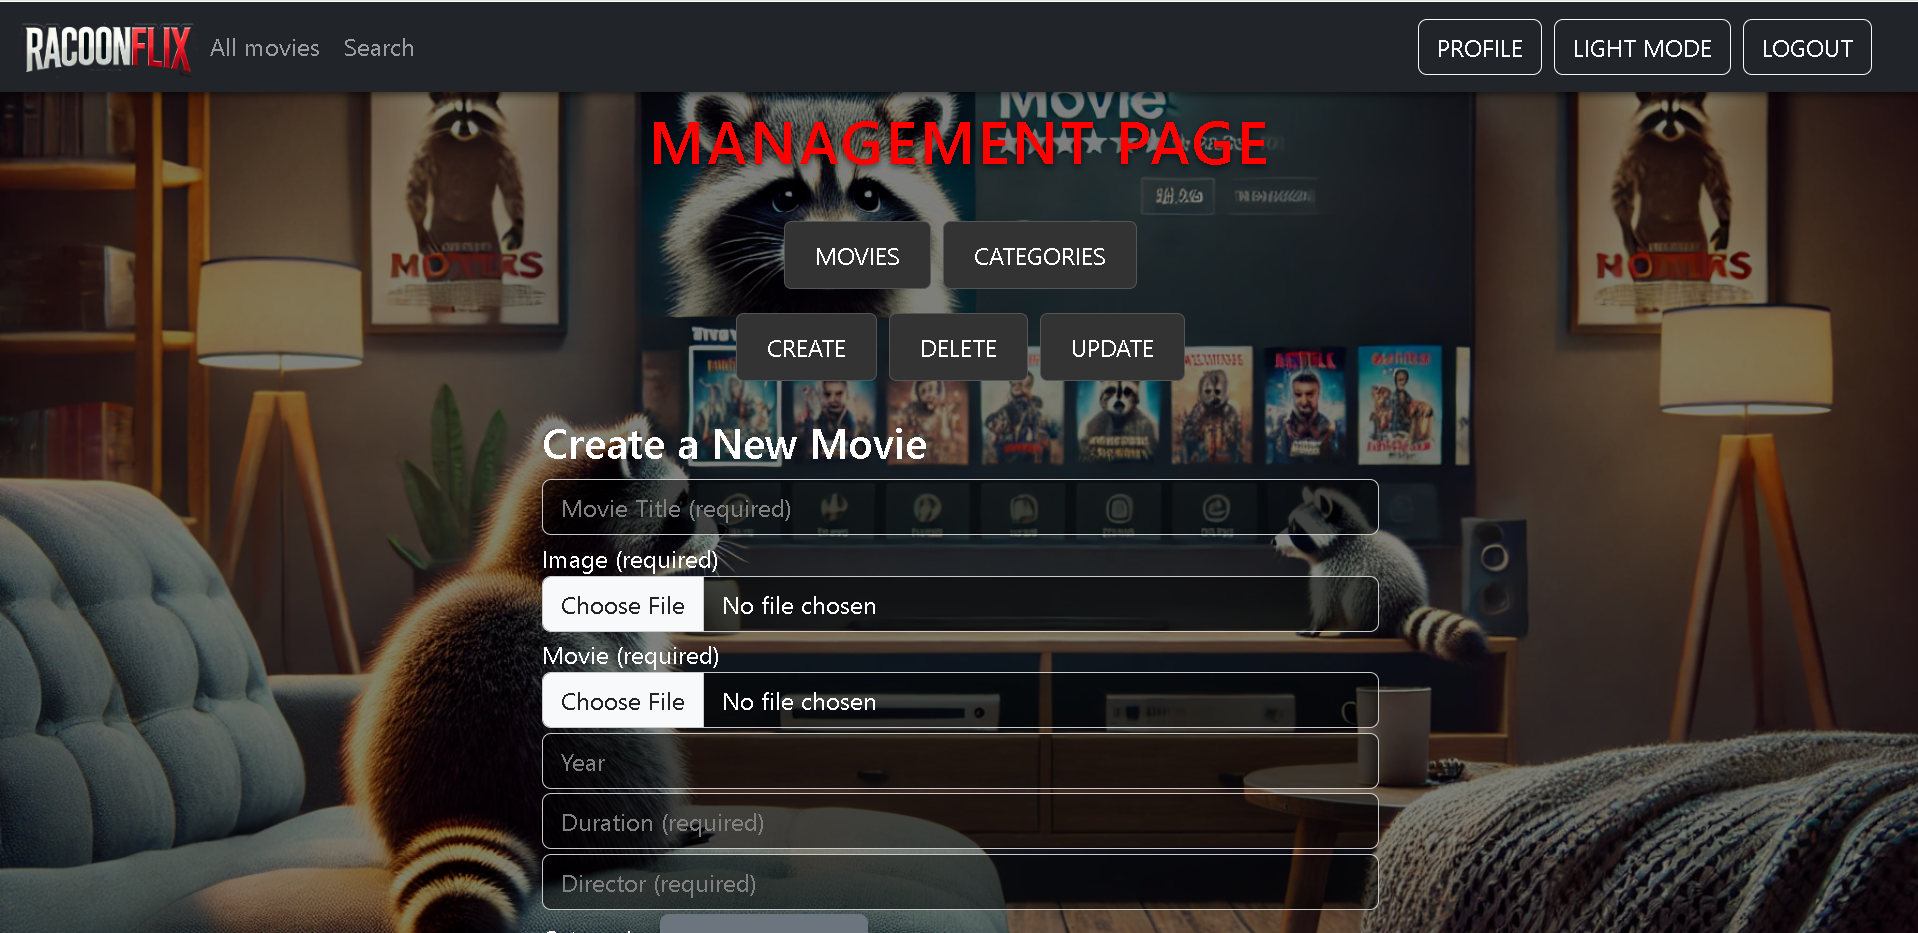 RACOONFLIX All movies Search PROFILE LIGHT MODE LOGOUT
Movie
MANAGEMENT PAGE
MOVIES CATEGORIES
CREATE DELETE UPDATE
Create a New Movie
Movie Title (required)
Image (required)
Choose File No file chosen
Movie (required)
Choose File No file chosen
Year
Duration (required)
Director (required)